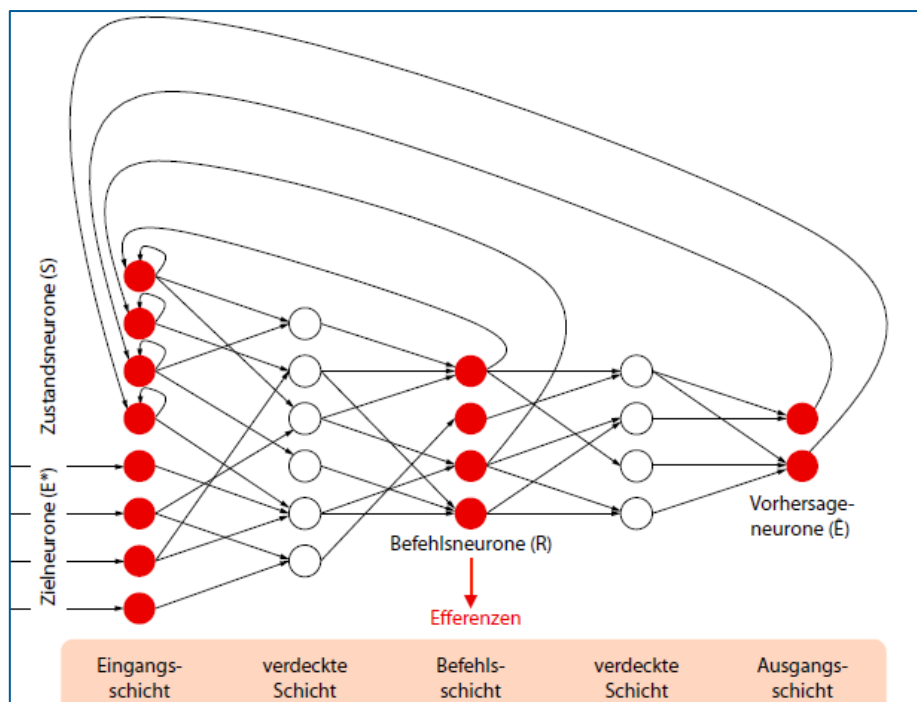 Zustandsneurone (S)
Zielneurone (E*)
Befehlsneurone (R)
Efferenzen
Vorhersage-
neurone (Ê)
Eingangs-
schicht
verdeckte
Schicht
Befehls-
schicht
verdeckte
Schicht
Ausgangs-
schicht